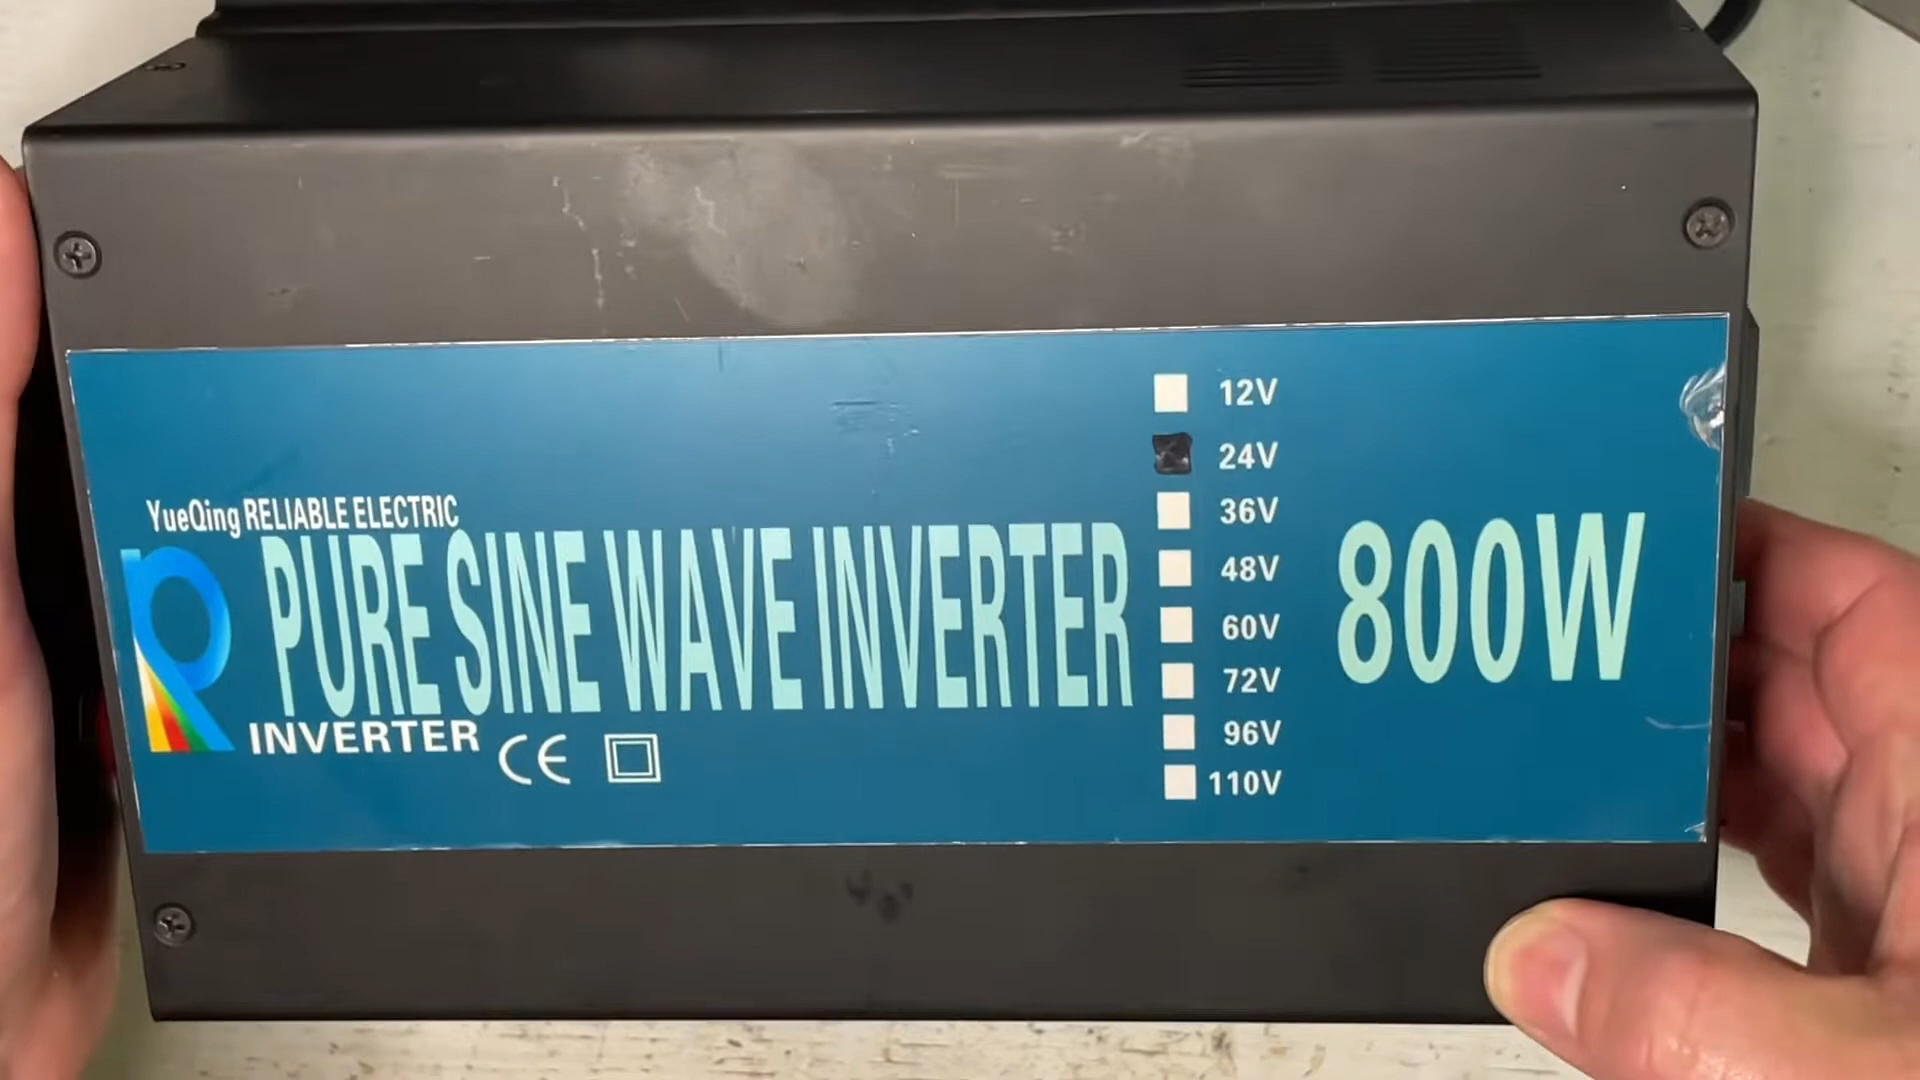 YueQing RELIABLE ELECTRIC
PURE SINE WAVE INVERTER
INVERTER
CE
12V
24V
36V
48V
60V
72V
96V
110V
800W